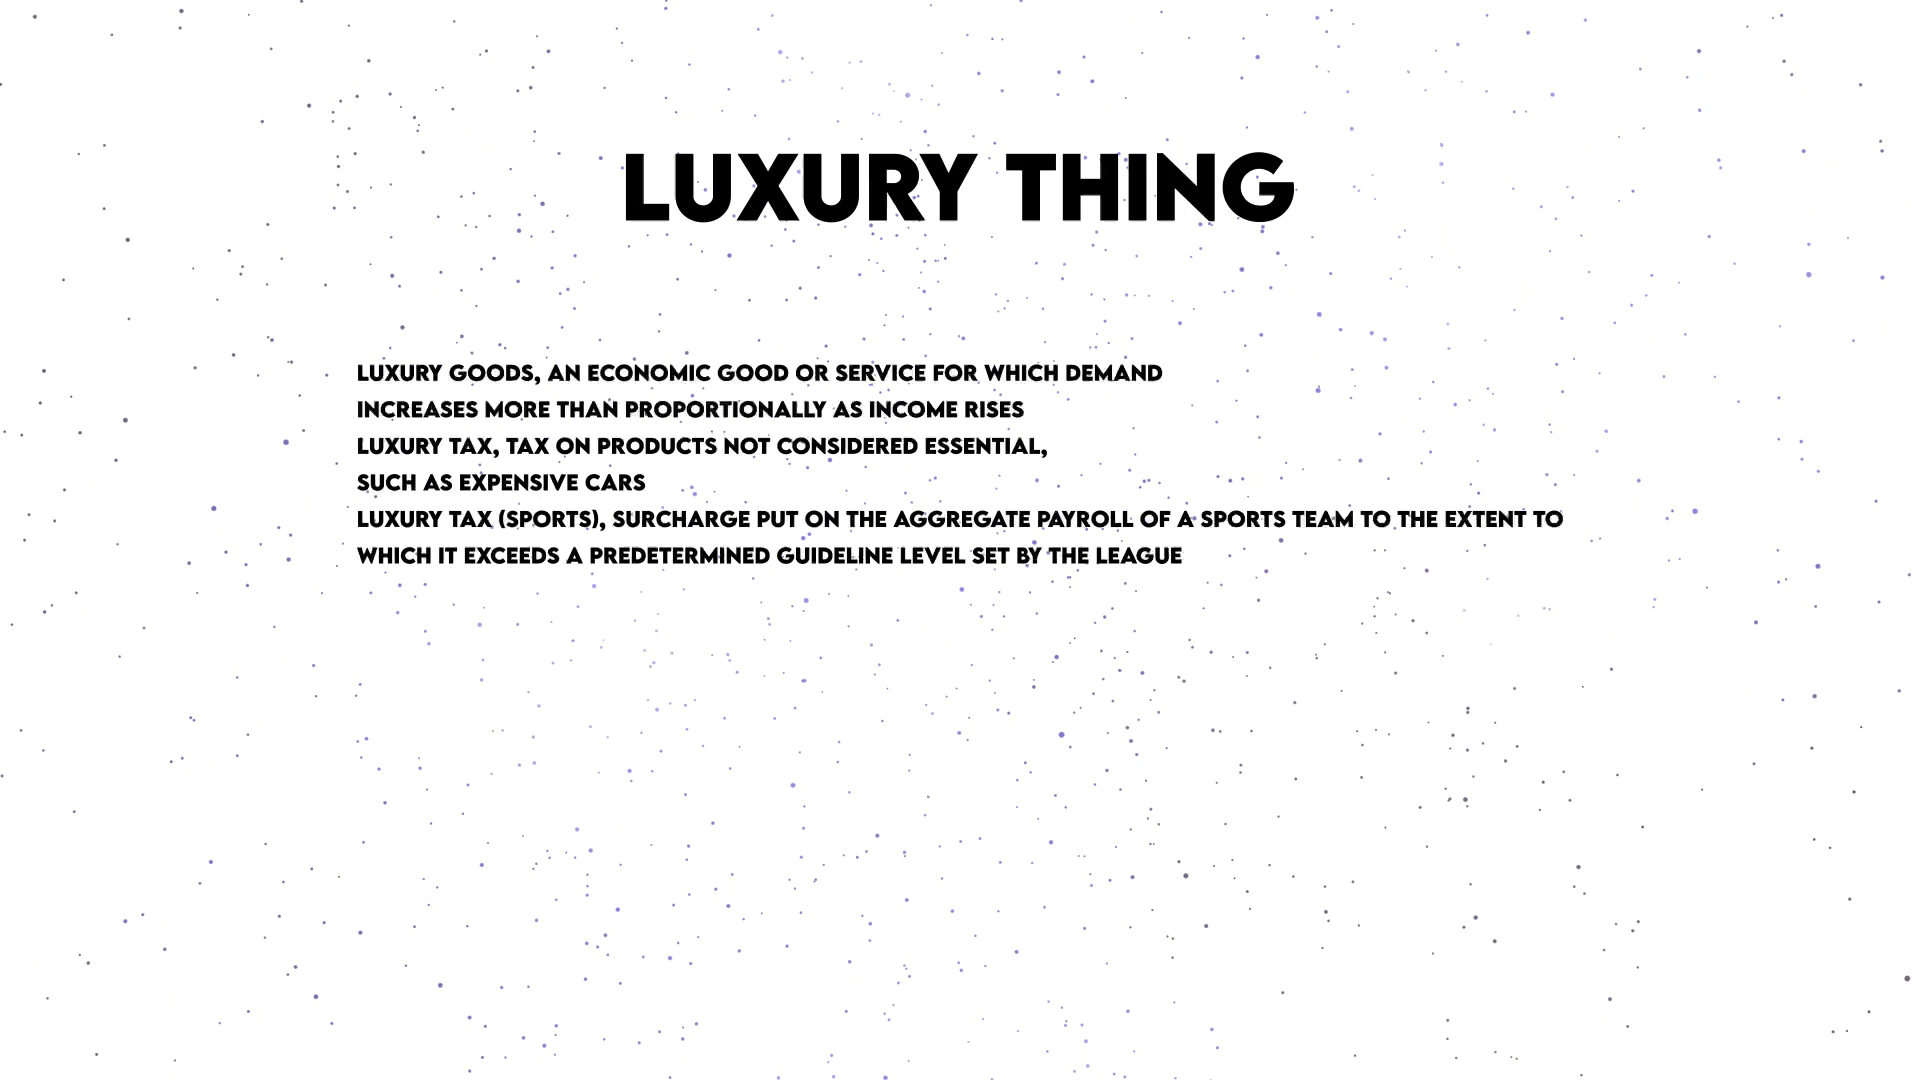 LUXURY THING
LUXURY GOODS, AN ECONOMIC GOOD OR SERVICE FOR WHICH DEMAND
INCREASES MORE THAN PROPORTIONALLY AS INCOME RISES
LUXURY TAX, TAX ON PRODUCTS NOT CONSIDERED ESSENTIAL,
SUCH AS EXPENSIVE CARS
LUXURY TAX (SPORTS), SURCHARGE PUT ON THE AGGREGATE PAYROLL OF A SPORTS TEAM TO THE EXTENT TO
WHICH IT EXCEEDS A PREDETERMINED GUIDELINE LEVEL SET BY THE LEAGUE